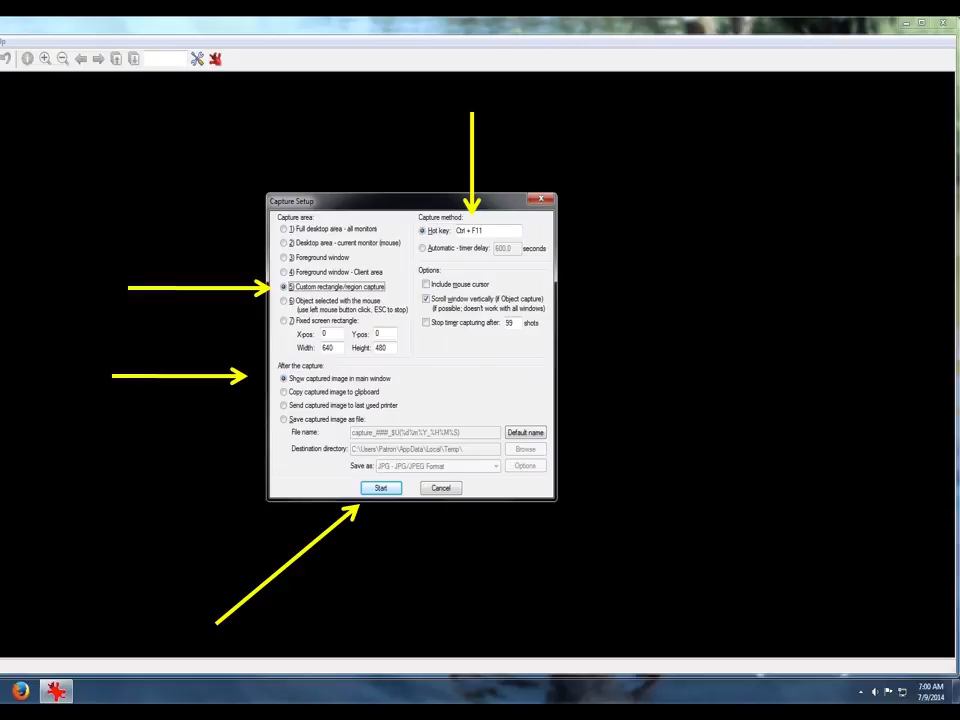 lp
Capture Setup
Capture area:
1) Full desktop area - all monitors
2) Desktop area - current monitor (mouse)
3) Foreground window
4) Foreground window - Client area
5) Custom rectangle/region capture
6) Object selected with the mouse
(use left mouse button click, ESC to stop)
7) Fixed screen rectangle:
X-pos: 0 Y-pos: 0
Width: 640 Height: 480
Capture method:
Hot key: Ctrl + F11
Automatic - timer delay: 600.0 seconds
Options:
Include mouse cursor
Scroll window vertically (if Object capture)
(if possible; doesn't work with all windows)
Stop timer capturing after: 99 shots
After the capture:
Show captured image in main window
Copy captured image to clipboard
Send captured image to last used printer
Save captured image as file:
File name: capture_###_$U(%d%m%Y_%H%M%S) Default name
Destination directory: C:\Users\Patron\AppData\Local\Temp\ Browse
Save as: JPG - JPG/JPEG Format Options
Start Cancel
7:00 AM
7/9/2014